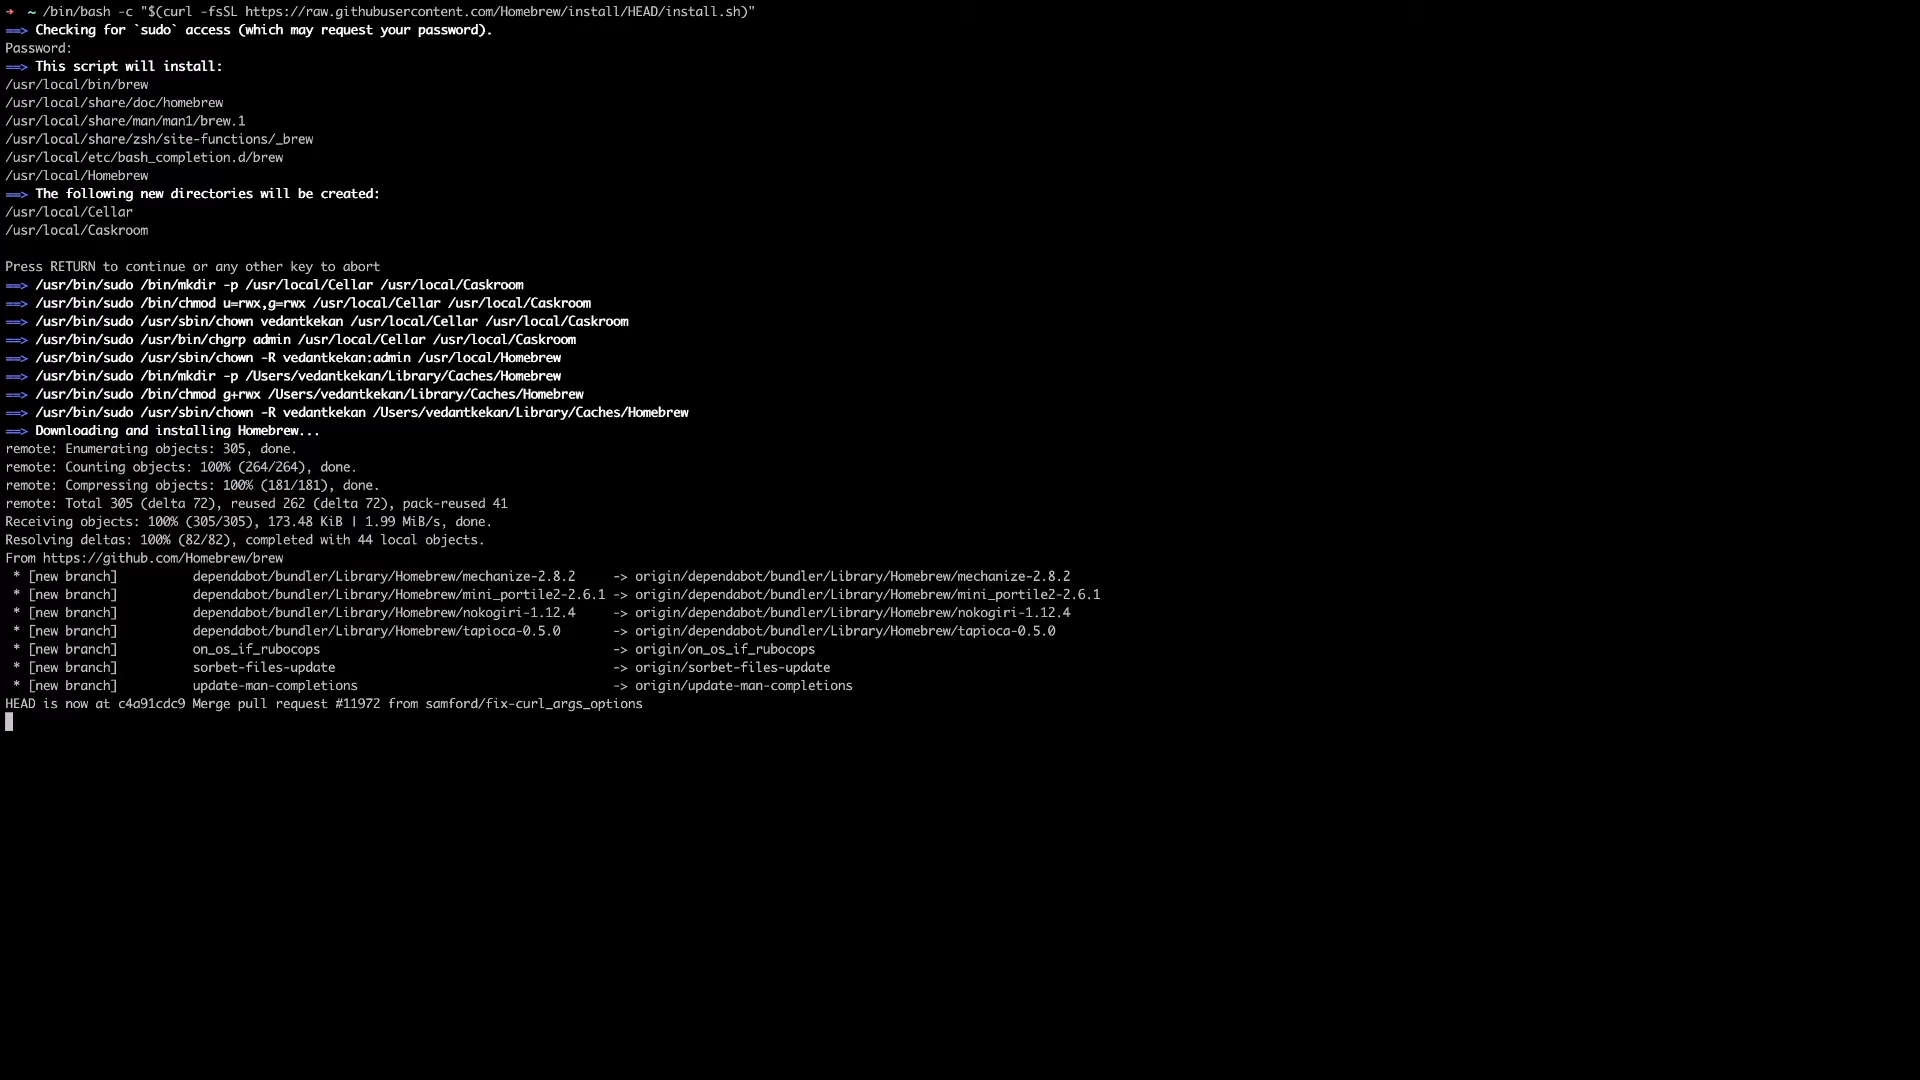 ➜  ~ /bin/bash -c "$(curl -fsSL https://raw.githubusercontent.com/Homebrew/install/HEAD/install.sh)"
==> Checking for `sudo` access (which may request your password).
Password:
==> This script will install:
/usr/local/bin/brew
/usr/local/share/doc/homebrew
/usr/local/share/man/man1/brew.1
/usr/local/share/zsh/site-functions/_brew
/usr/local/etc/bash_completion.d/brew
/usr/local/Homebrew
==> The following new directories will be created:
/usr/local/Cellar
/usr/local/Caskroom

Press RETURN to continue or any other key to abort
==> /usr/bin/sudo /bin/mkdir -p /usr/local/Cellar /usr/local/Caskroom
==> /usr/bin/sudo /bin/chmod u=rwx,g=rwx /usr/local/Cellar /usr/local/Caskroom
==> /usr/bin/sudo /usr/sbin/chown vedantkekan /usr/local/Cellar /usr/local/Caskroom
==> /usr/bin/sudo /usr/bin/chgrp admin /usr/local/Cellar /usr/local/Caskroom
==> /usr/bin/sudo /usr/sbin/chown -R vedantkekan:admin /usr/local/Homebrew
==> /usr/bin/sudo /bin/mkdir -p /Users/vedantkekan/Library/Caches/Homebrew
==> /usr/bin/sudo /bin/chmod g+rwx /Users/vedantkekan/Library/Caches/Homebrew
==> /usr/bin/sudo /usr/sbin/chown -R vedantkekan /Users/vedantkekan/Library/Caches/Homebrew
==> Downloading and installing Homebrew...
remote: Enumerating objects: 305, done.
remote: Counting objects: 100% (264/264), done.
remote: Compressing objects: 100% (181/181), done.
remote: Total 305 (delta 72), reused 262 (delta 72), pack-reused 41
Receiving objects: 100% (305/305), 173.48 KiB | 1.99 MiB/s, done.
Resolving deltas: 100% (82/82), completed with 44 local objects.
From https://github.com/Homebrew/brew
 * [new branch]          dependabot/bundler/Library/Homebrew/mechanize-2.8.2     -> origin/dependabot/bundler/Library/Homebrew/mechanize-2.8.2
 * [new branch]          dependabot/bundler/Library/Homebrew/mini_portile2-2.6.1 -> origin/dependabot/bundler/Library/Homebrew/mini_portile2-2.6.1
 * [new branch]          dependabot/bundler/Library/Homebrew/nokogiri-1.12.4     -> origin/dependabot/bundler/Library/Homebrew/nokogiri-1.12.4
 * [new branch]          dependabot/bundler/Library/Homebrew/tapioca-0.5.0       -> origin/dependabot/bundler/Library/Homebrew/tapioca-0.5.0
 * [new branch]          on_os_if_rubocops                                       -> origin/on_os_if_rubocops
 * [new branch]          sorbet-files-update                                     -> origin/sorbet-files-update
 * [new branch]          update-man-completions                                  -> origin/update-man-completions
HEAD is now at c4a91cdc9 Merge pull request #11972 from samford/fix-curl_args_options